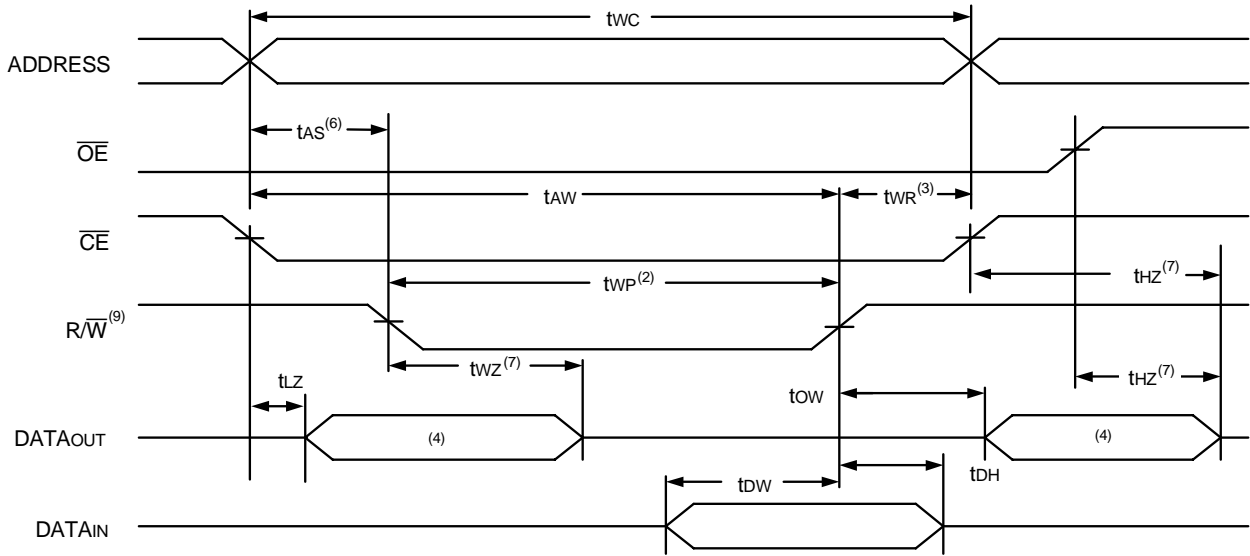 tWC
ADDRESS
tAS(6)
OE
tAW
tWR(3)
CE
tWP(2)
tHZ(7)
R/W(9)
tWZ(7)
tHZ(7)
tLZ
tOW
DATAOUT
(4)
(4)
tDW
tDH
DATAIN